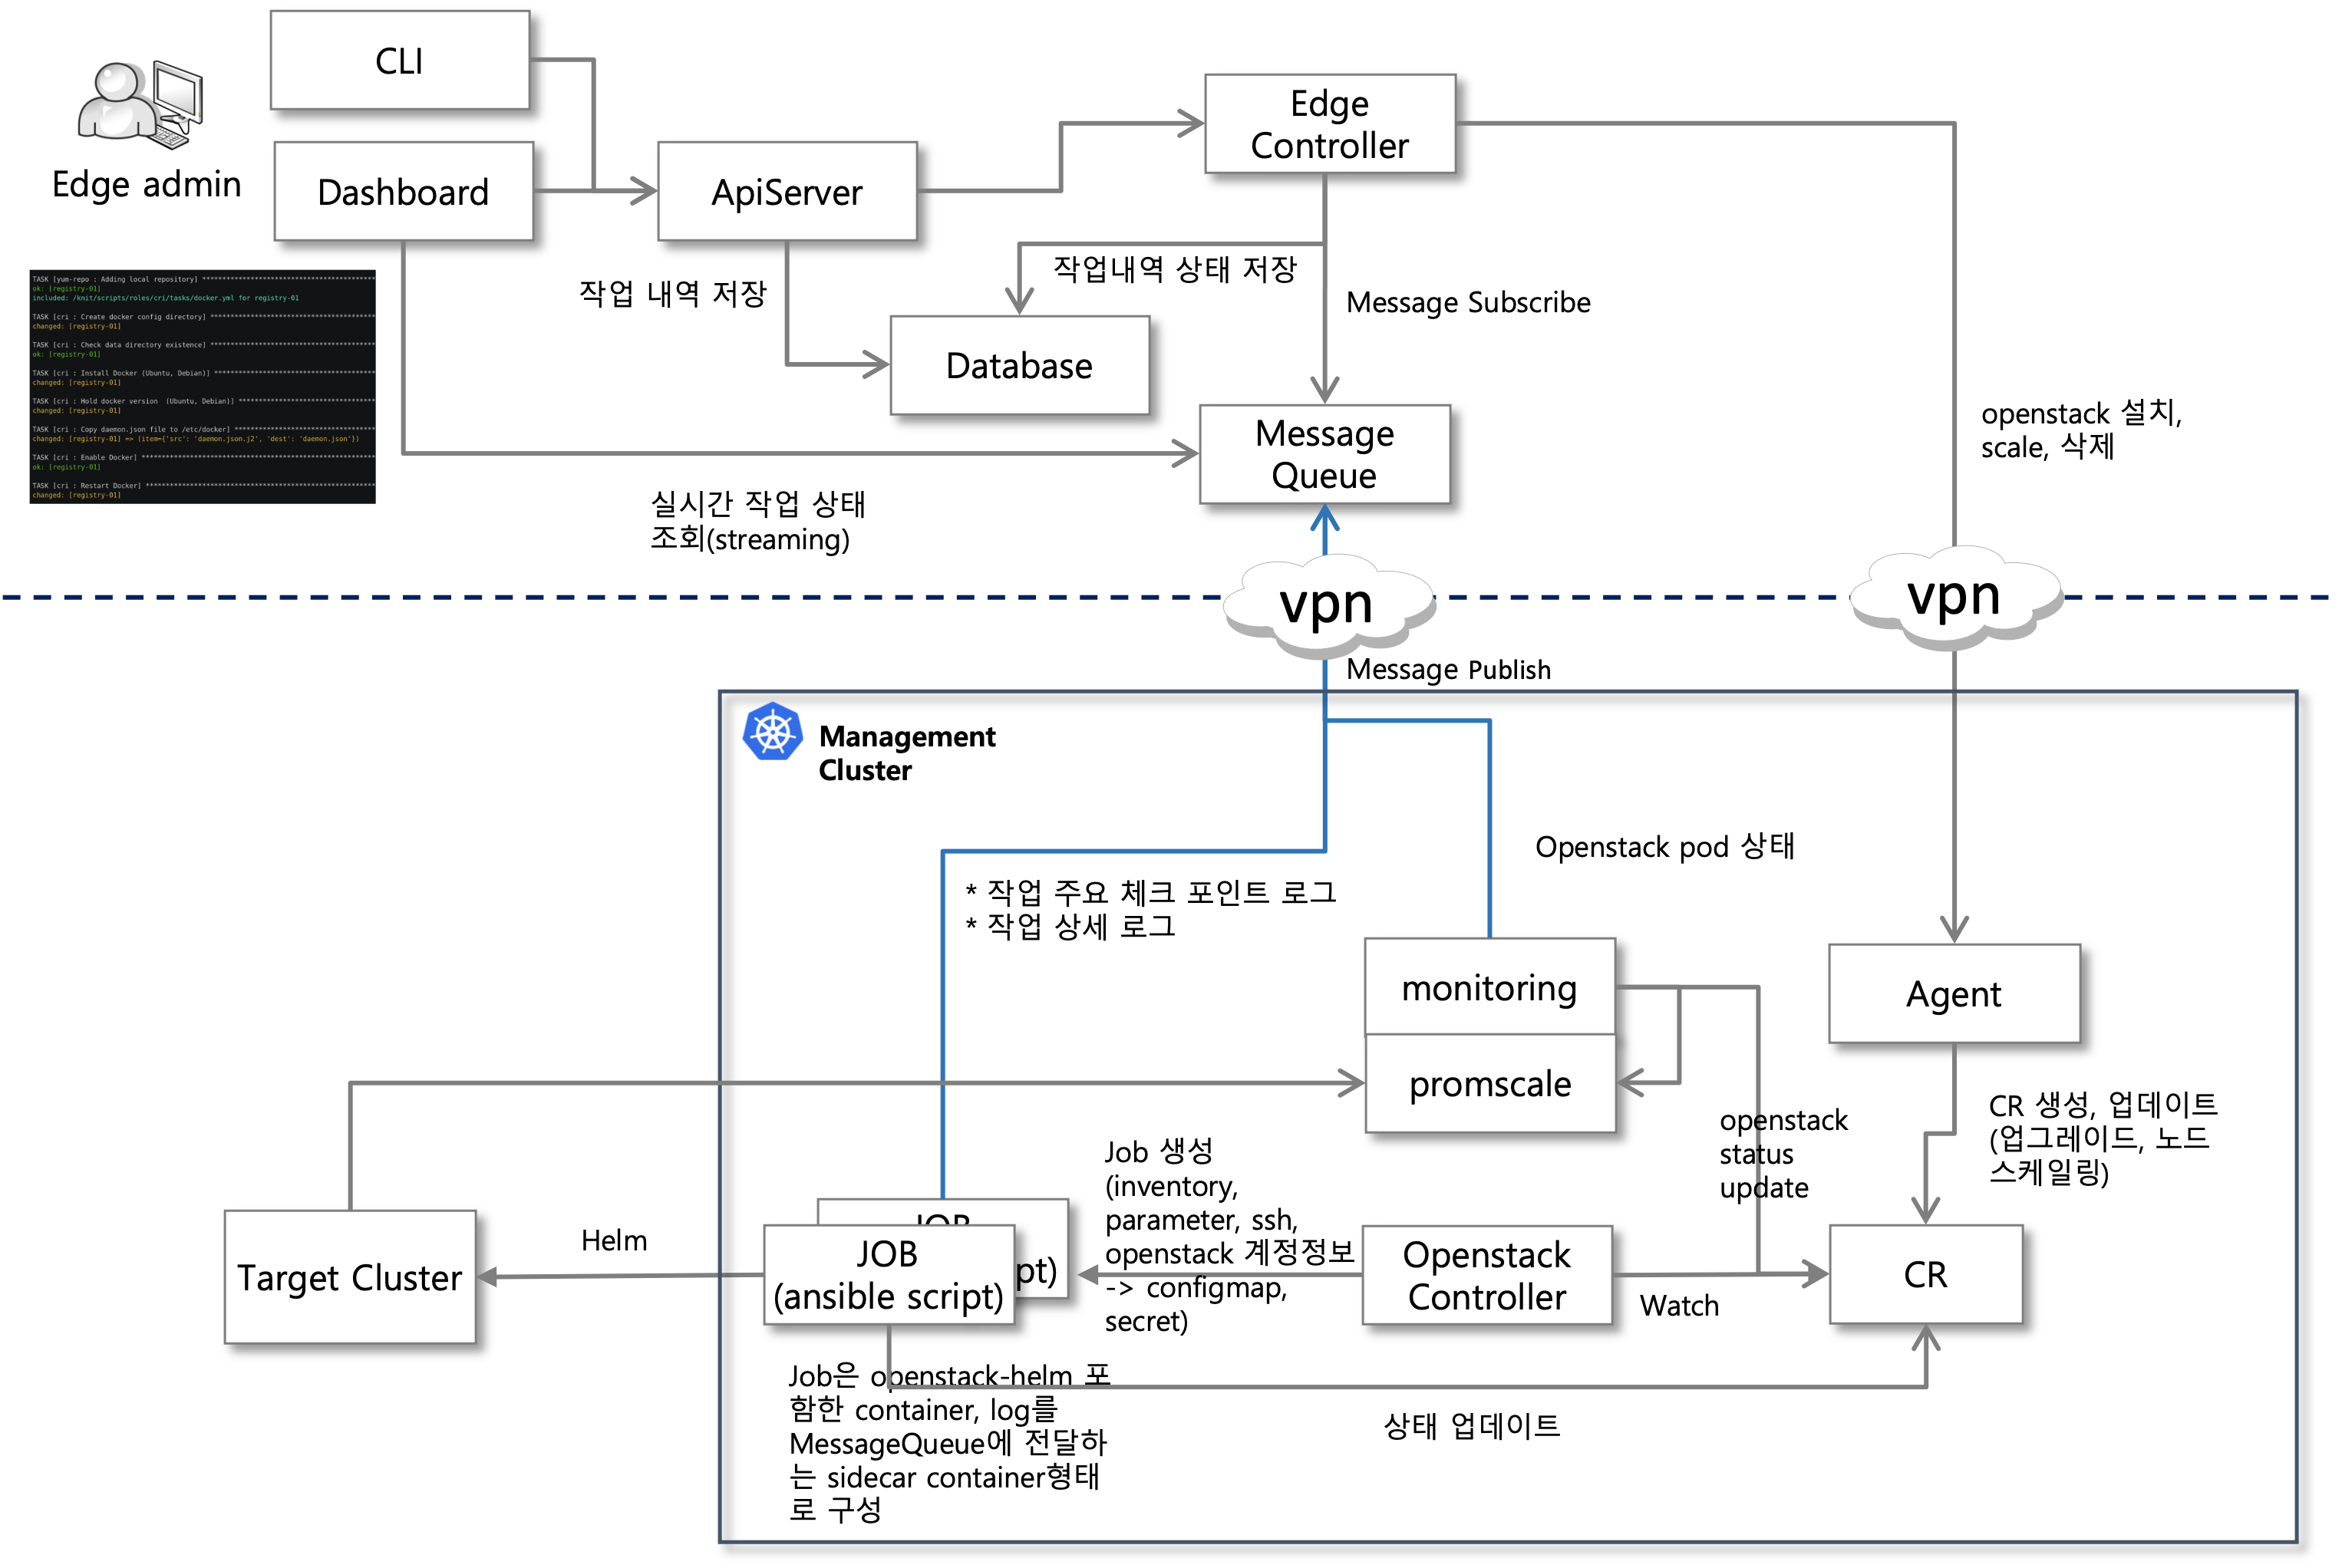 CLI
Edge
Controller
Edge admin
Dashboard
ApiServer
작업 내역 저장
작업내역 상태 저장
Message Subscribe
Database
TASK [yum-repo : Adding local repository] ******************************************
ok: [registry-01]
included: /knit/scripts/roles/cri/tasks/docker.yml for registry-01
TASK [cri : Create docker config directory] ****************************************
changed: [registry-01]
TASK [cri : Check data directory existence] ****************************************
ok: [registry-01]
TASK [cri : Install Docker (Ubuntu, Debian)] ***************************************
changed: [registry-01]
TASK [cri : Hold docker version (Ubuntu, Debian)] **********************************
changed: [registry-01]
TASK [cri : Copy daemon.json file to /etc/docker] **********************************
changed: [registry-01] => (item={'src': 'daemon.json.j2', 'dest': 'daemon.json'})
TASK [cri : Enable Docker] *********************************************************
ok: [registry-01]
TASK [cri : Restart Docker] ********************************************************
changed: [registry-01]
Message
Queue
openstack 설치,
scale, 삭제
실시간 작업 상태
조회(streaming)
vpn
vpn
Message Publish
Management
Cluster
Openstack pod 상태
* 작업 주요 체크 포인트 로그
* 작업 상세 로그
monitoring
promscale
Agent
openstack
status
update
CR 생성, 업데이트
(업그레이드, 노드
스케일링)
Job 생성
(inventory,
parameter, ssh,
openstack 계정정보
-> configmap,
secret)
Target Cluster
Helm
JOB
pt)
JOB
(ansible script)
Openstack
Controller
Watch
CR
Job은 openstack-helm 포
함한 container, log를
MessageQueue에 전달하
는 sidecar container형태
로 구성
상태 업데이트